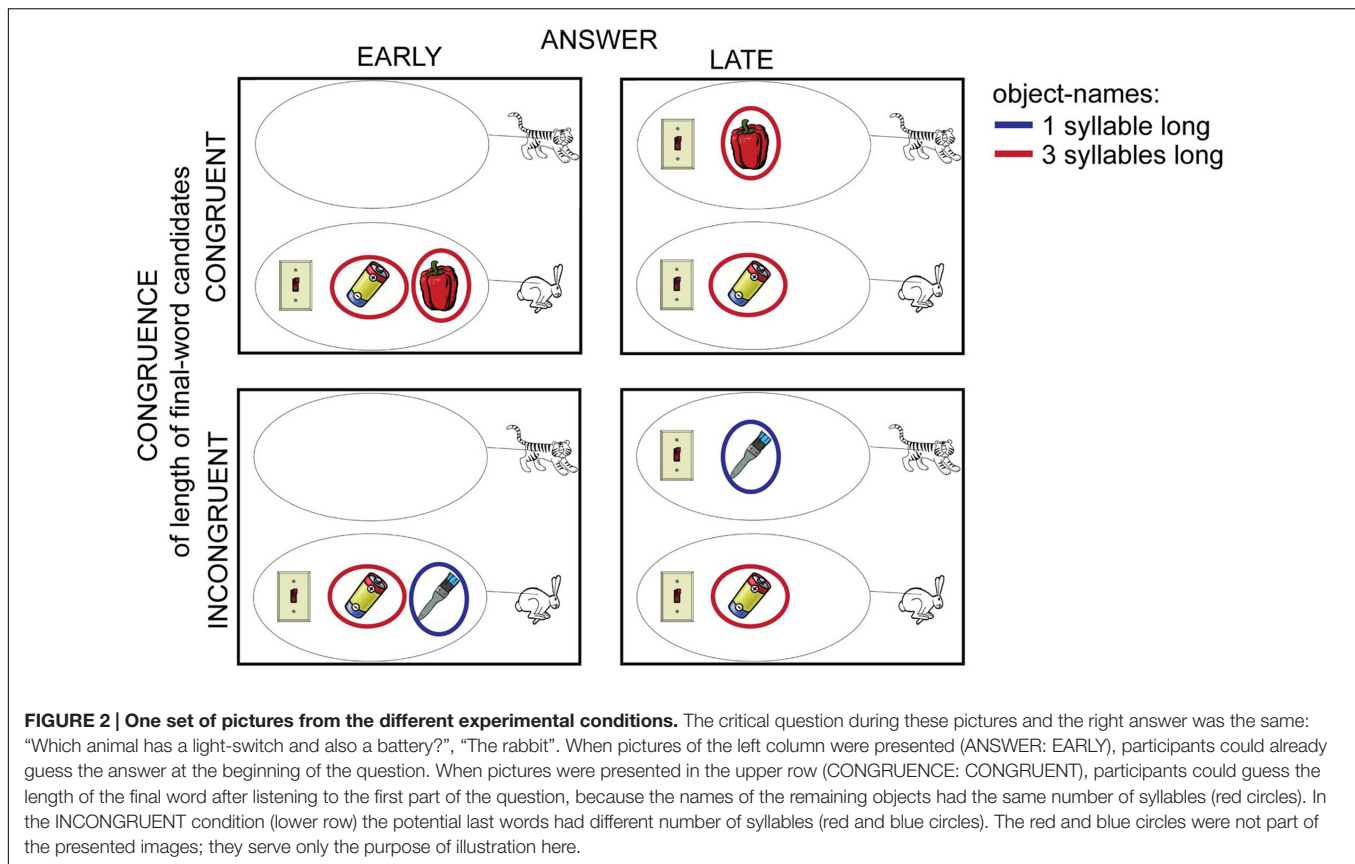 ANSWER
EARLY
LATE
object-names:
1 syllable long
3 syllables long
CONGRUENCE
of length of final-word candidates
CONGRUENT
INCONGRUENT
FIGURE 2 | One set of pictures from the different experimental conditions. The critical question during these pictures and the right answer was the same:
“Which animal has a light-switch and also a battery?”, “The rabbit”. When pictures of the left column were presented (ANSWER: EARLY), participants could already
guess the answer at the beginning of the question. When pictures were presented in the upper row (CONGRUENCE: CONGRUENT), participants could guess the
length of the final word after listening to the first part of the question, because the names of the remaining objects had the same number of syllables (red circles). In
the INCONGRUENT condition (lower row) the potential last words had different number of syllables (red and blue circles). The red and blue circles were not part of
the presented images; they serve only the purpose of illustration here.